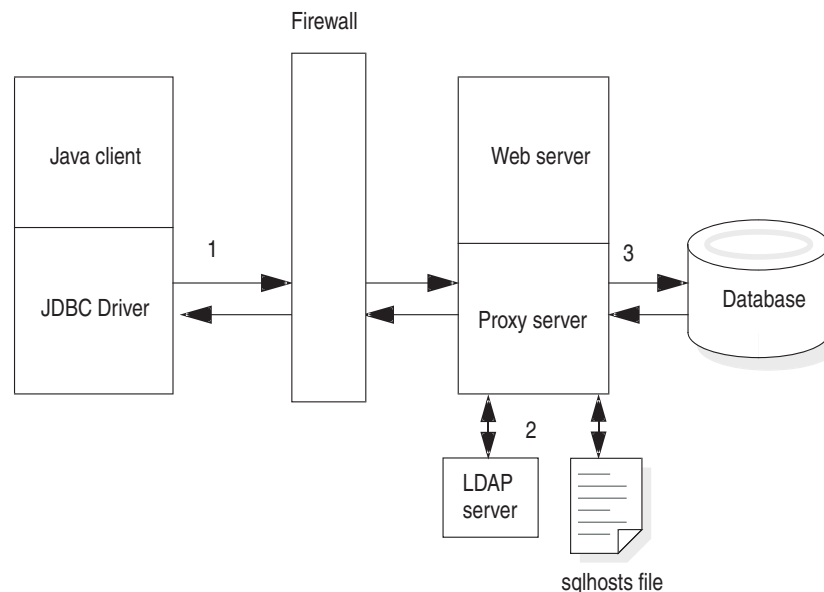 Firewall
Java client
Web server
1
3
JDBC Driver
Proxy server
Database
2
LDAP
server
sqlhosts file